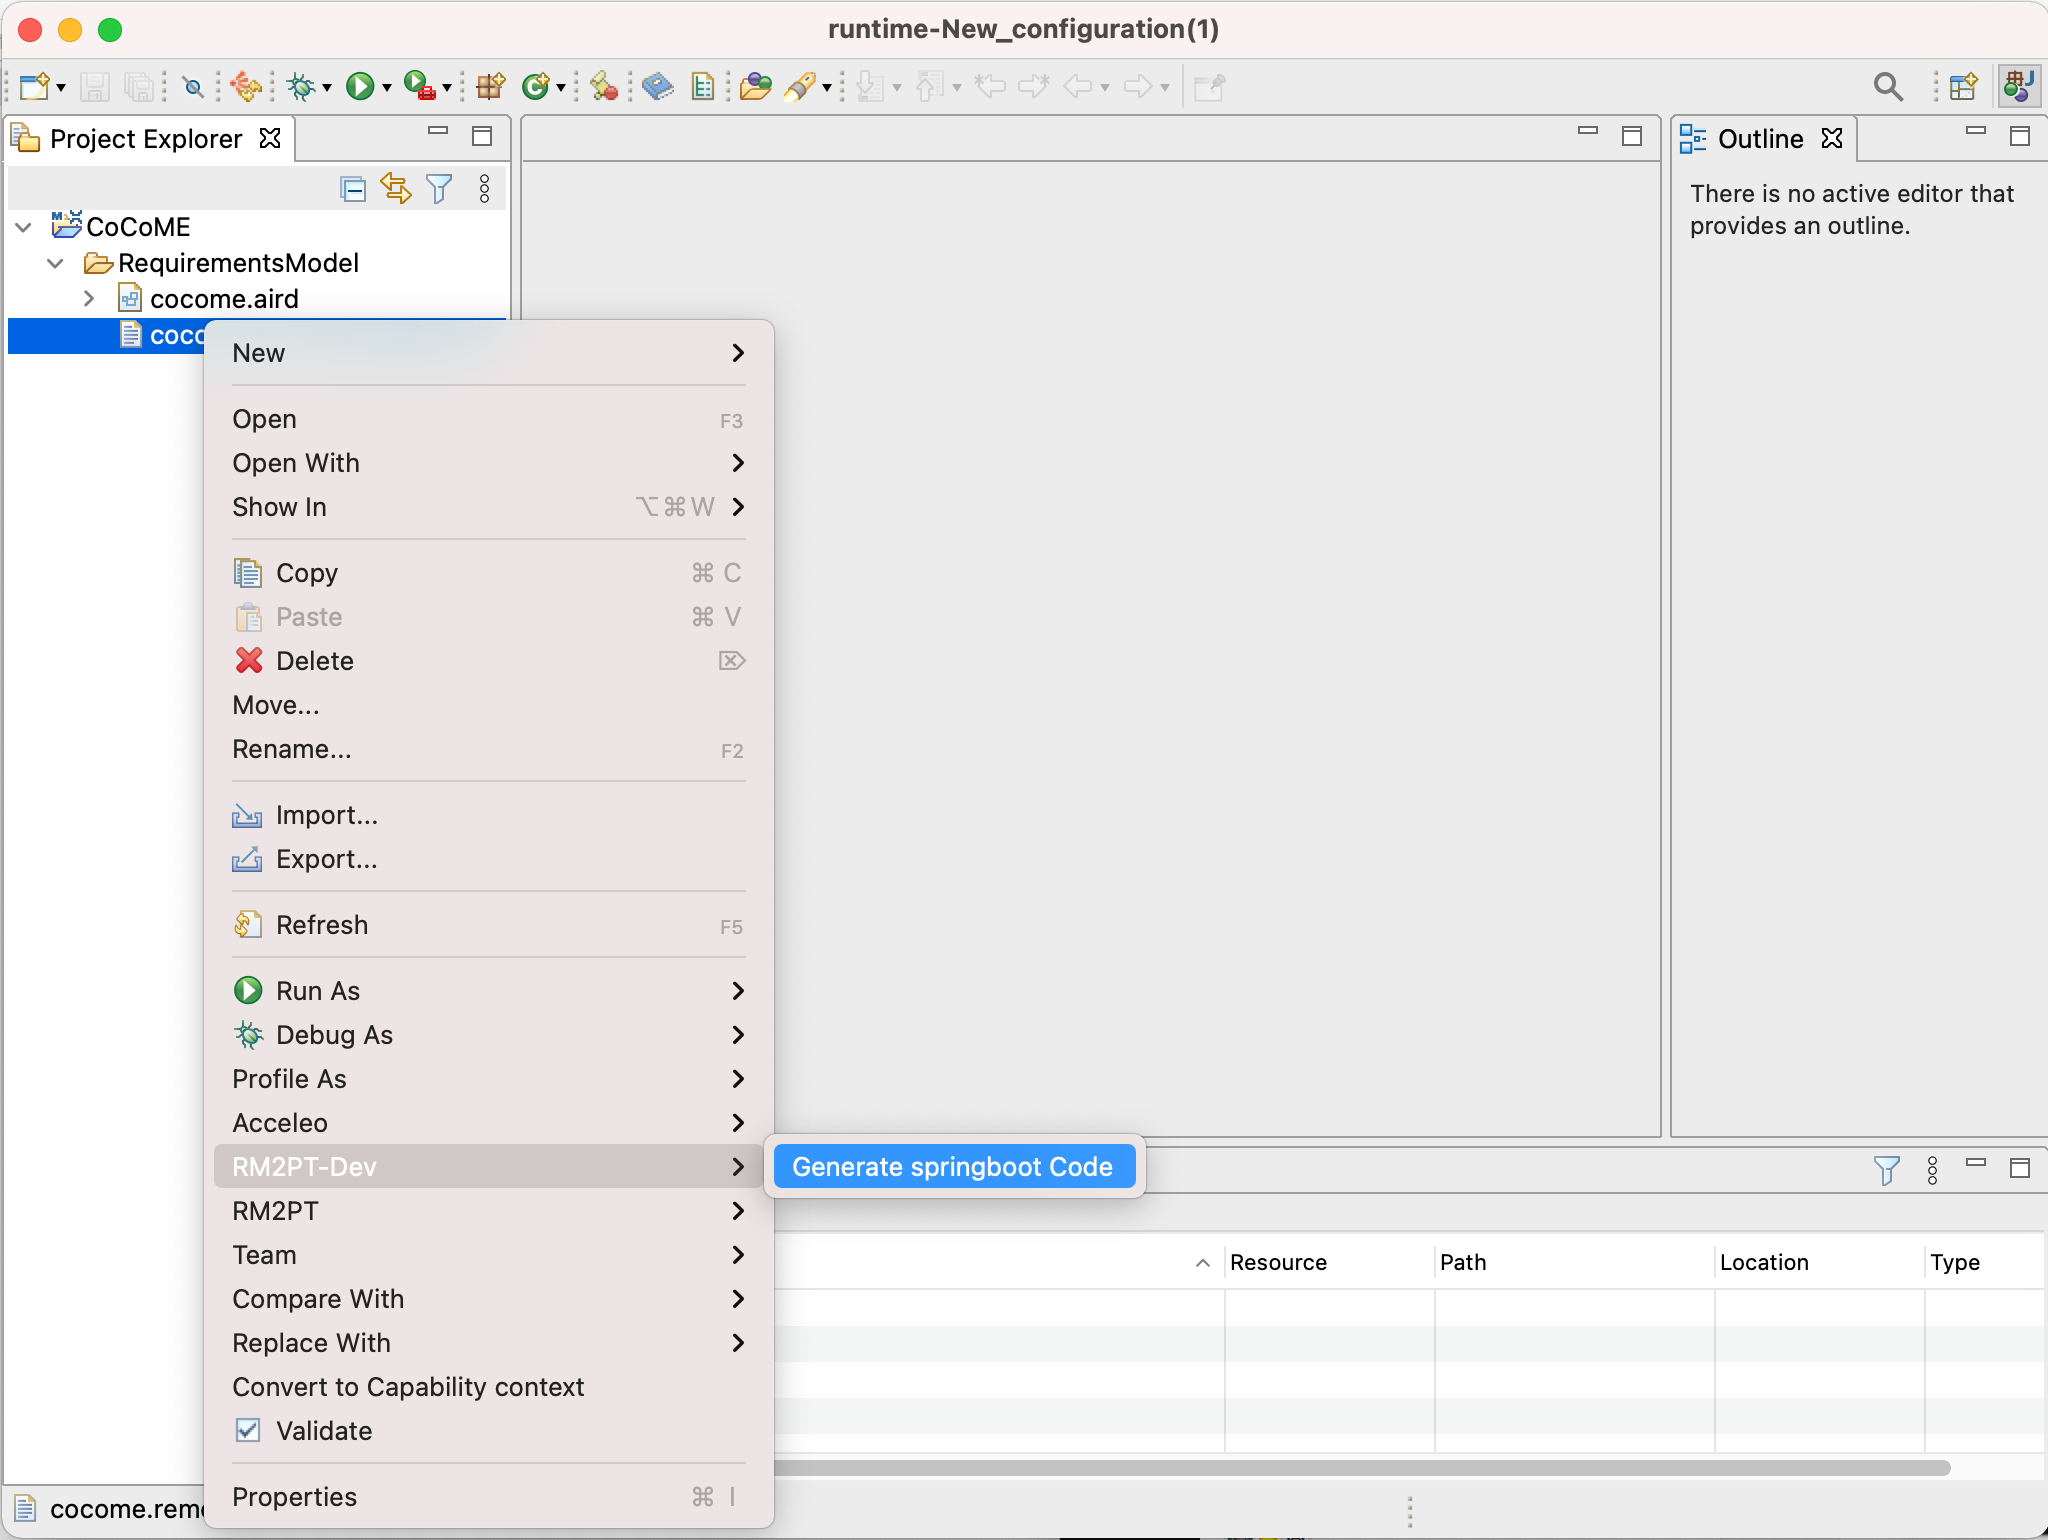 runtime-New_configuration(1)
Project Explorer
Outline
There is no active editor that
provides an outline.
CoCoME
RequirementsModel
cocome.aird
New
Open F3
Open With
Show In ⌥⌘W
Copy ⌘ C
Paste ⌘ V
Delete ⌦
Move...
Rename... F2
Import...
Export...
Refresh F5
Run As
Debug As
Profile As
Acceleo
RM2PT-Dev
Generate springboot Code
RM2PT
Team
Compare With
Replace With
Convert to Capability context
Validate
Properties ⌘ I
Resource Path Location Type